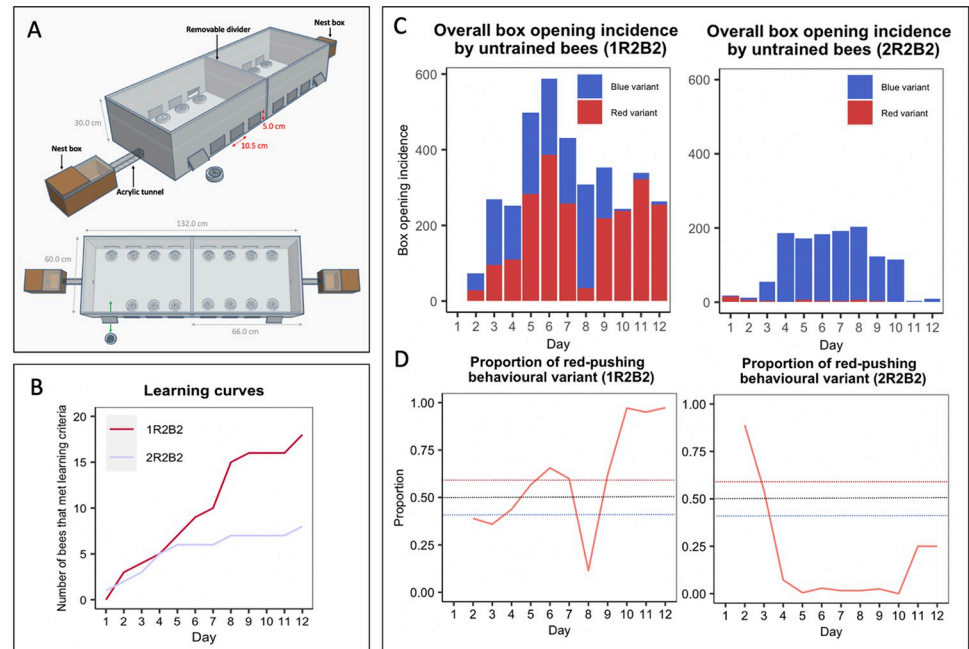 A
Removable divider
Nest box
30.0 cm
5.0 cm
10.5 cm
Nest box
Acrylic tunnel
132.0 cm
60.0 cm
66.0 cm
B
Learning curves
1R2B2
2R2B2
Number of bees that met learning criteria
20
15
10
5
0
1 2 3 4 5 6 7 8 9 10 11 12
Day
C
Overall box opening incidence
by untrained bees (1R2B2)
Blue variant
Red variant
Box opening incidence
600
400
200
0
1 2 3 4 5 6 7 8 9 10 11 12
Day
Overall box opening incidence
by untrained bees (2R2B2)
Blue variant
Red variant
600
400
200
0
1 2 3 4 5 6 7 8 9 10 11 12
Day
D
Proportion of red-pushing
behavioural variant (1R2B2)
Proportion
1.00
0.75
0.50
0.25
0.00
1 2 3 4 5 6 7 8 9 10 11 12
Day
Proportion of red-pushing
behavioural variant (2R2B2)
1.00
0.75
0.50
0.25
0.00
1 2 3 4 5 6 7 8 9 10 11 12
Day